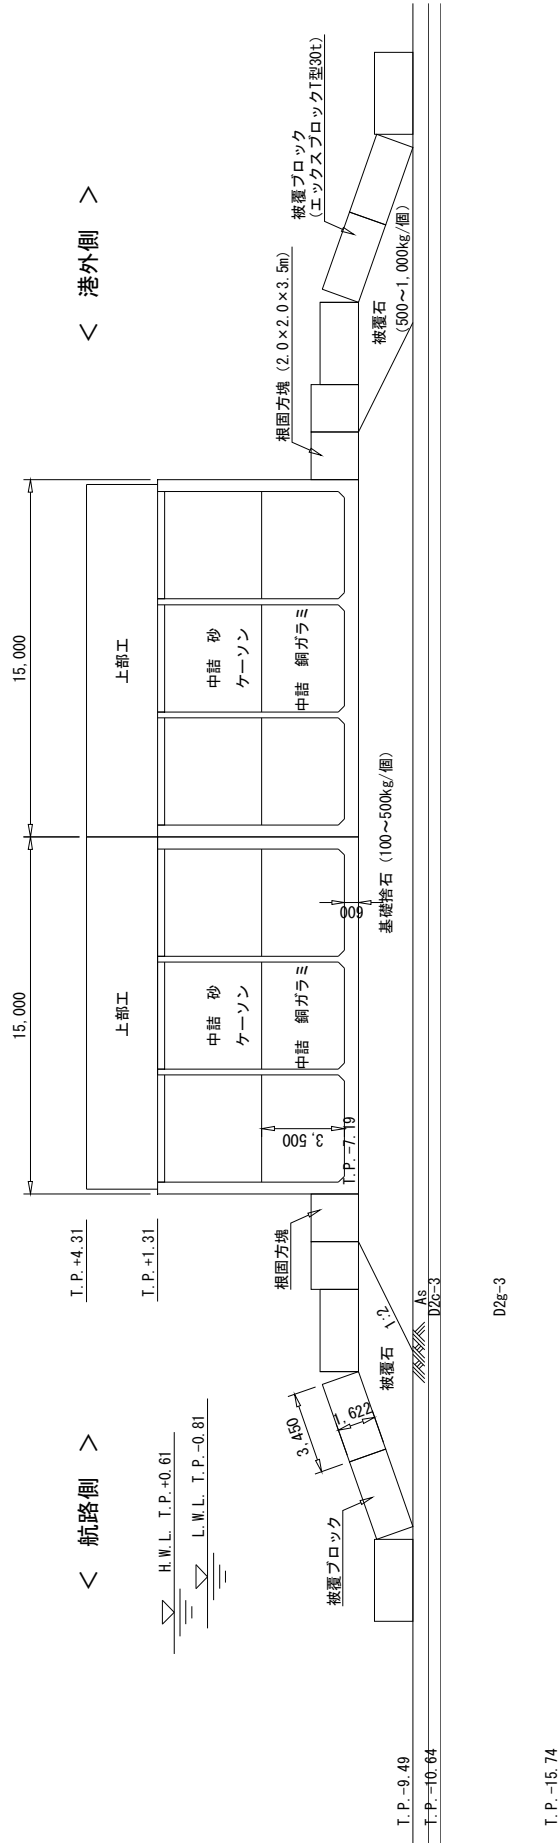 ＜ 航路側 ＞
＜ 港外側 ＞
15,000
15,000
T.P.+4.31
T.P.+1.31
H.W.L. T.P.+0.61
L.W.L. T.P.-0.81
上部工
上部工
中詰 砂
ケーソン
中詰 銅ガラミ
中詰 砂
ケーソン
中詰 銅ガラミ
3,500
T.P.-7.19
600
基礎捨石 (100～500kg/個)
根固方塊
根固方塊 (2.0×2.0×3.5m)
被覆ブロック
(エックスブロックT型30t)
被覆石
(500～1,000kg/個)
被覆ブロック
3,450
1,622
被覆石
1:2
As
D2c-3
D2g-3
T.P.-9.49
T.P.-10.64
T.P.-15.74